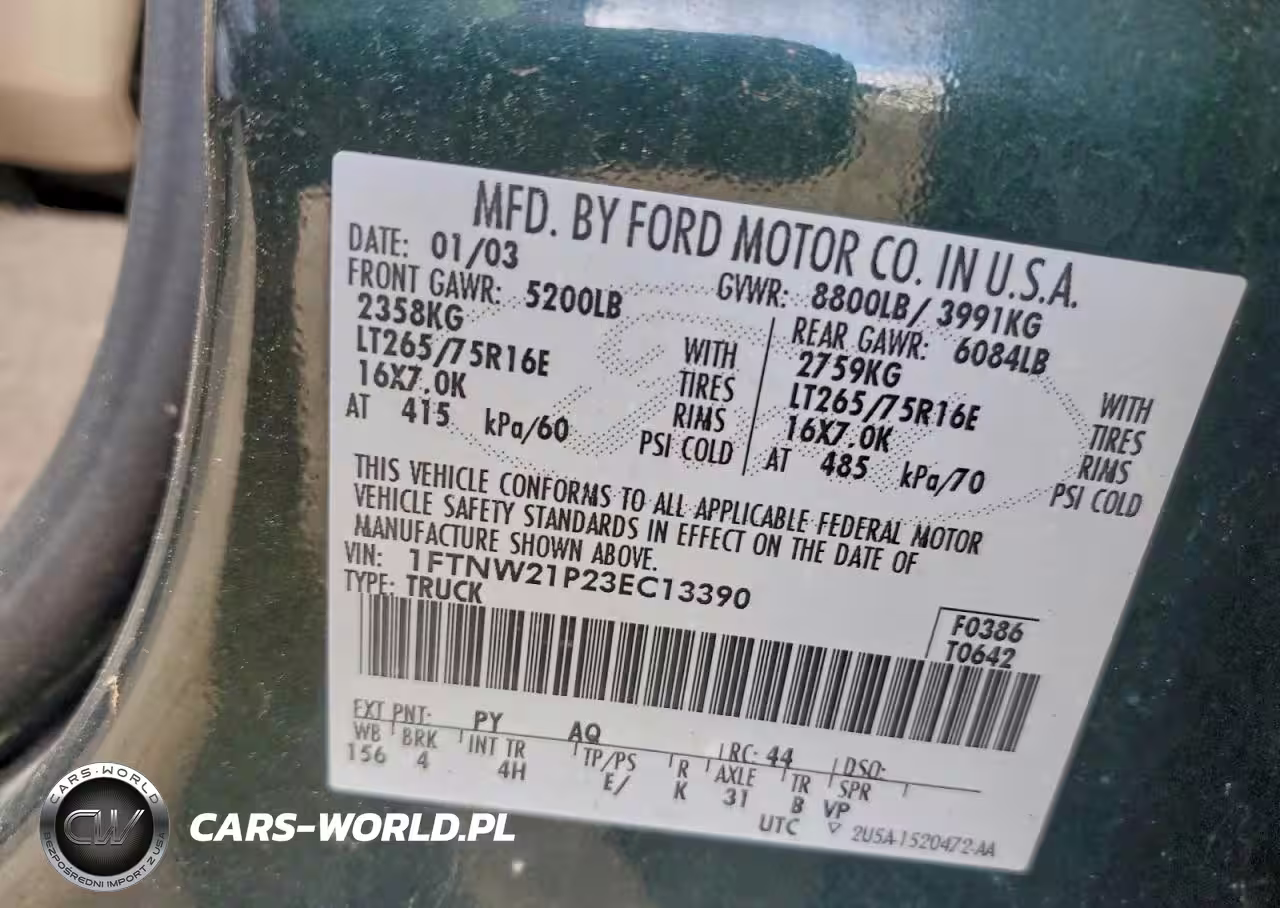 MFD. BY FORD MOTOR CO. IN U.S.A.
DATE: 01/03 GVWR: 8800LB/ 3991KG
FRONT GAWR: 5200LB REAR GAWR: 6084LB
2358KG WITH 2759KG WITH
LT265/75R16E TIRES LT265/75R16E TIRES
16X7.0K RIMS 16X7.0K RIMS
AT 415 kPa/60 PSI COLD AT 485 kPa/70 PSI COLD
THIS VEHICLE CONFORMS TO ALL APPLICABLE FEDERAL MOTOR
VEHICLE SAFETY STANDARDS IN EFFECT ON THE DATE OF
MANUFACTURE SHOWN ABOVE.
VIN: 1FTNW21P23EC13390
TYPE: TRUCK
F0386
T0642
EXT PNT: PY AQ RC: 44 DSO:
WB BRK INT TR TP/PS R AXLE TR SPR
156 4 4H E/ K 31 B VP
UTC ▽ 2U5A-1520472-AA
CARS-WORLD
CW
BEZPOŚREDNI IMPORT Z USA
CARS-WORLD.PL